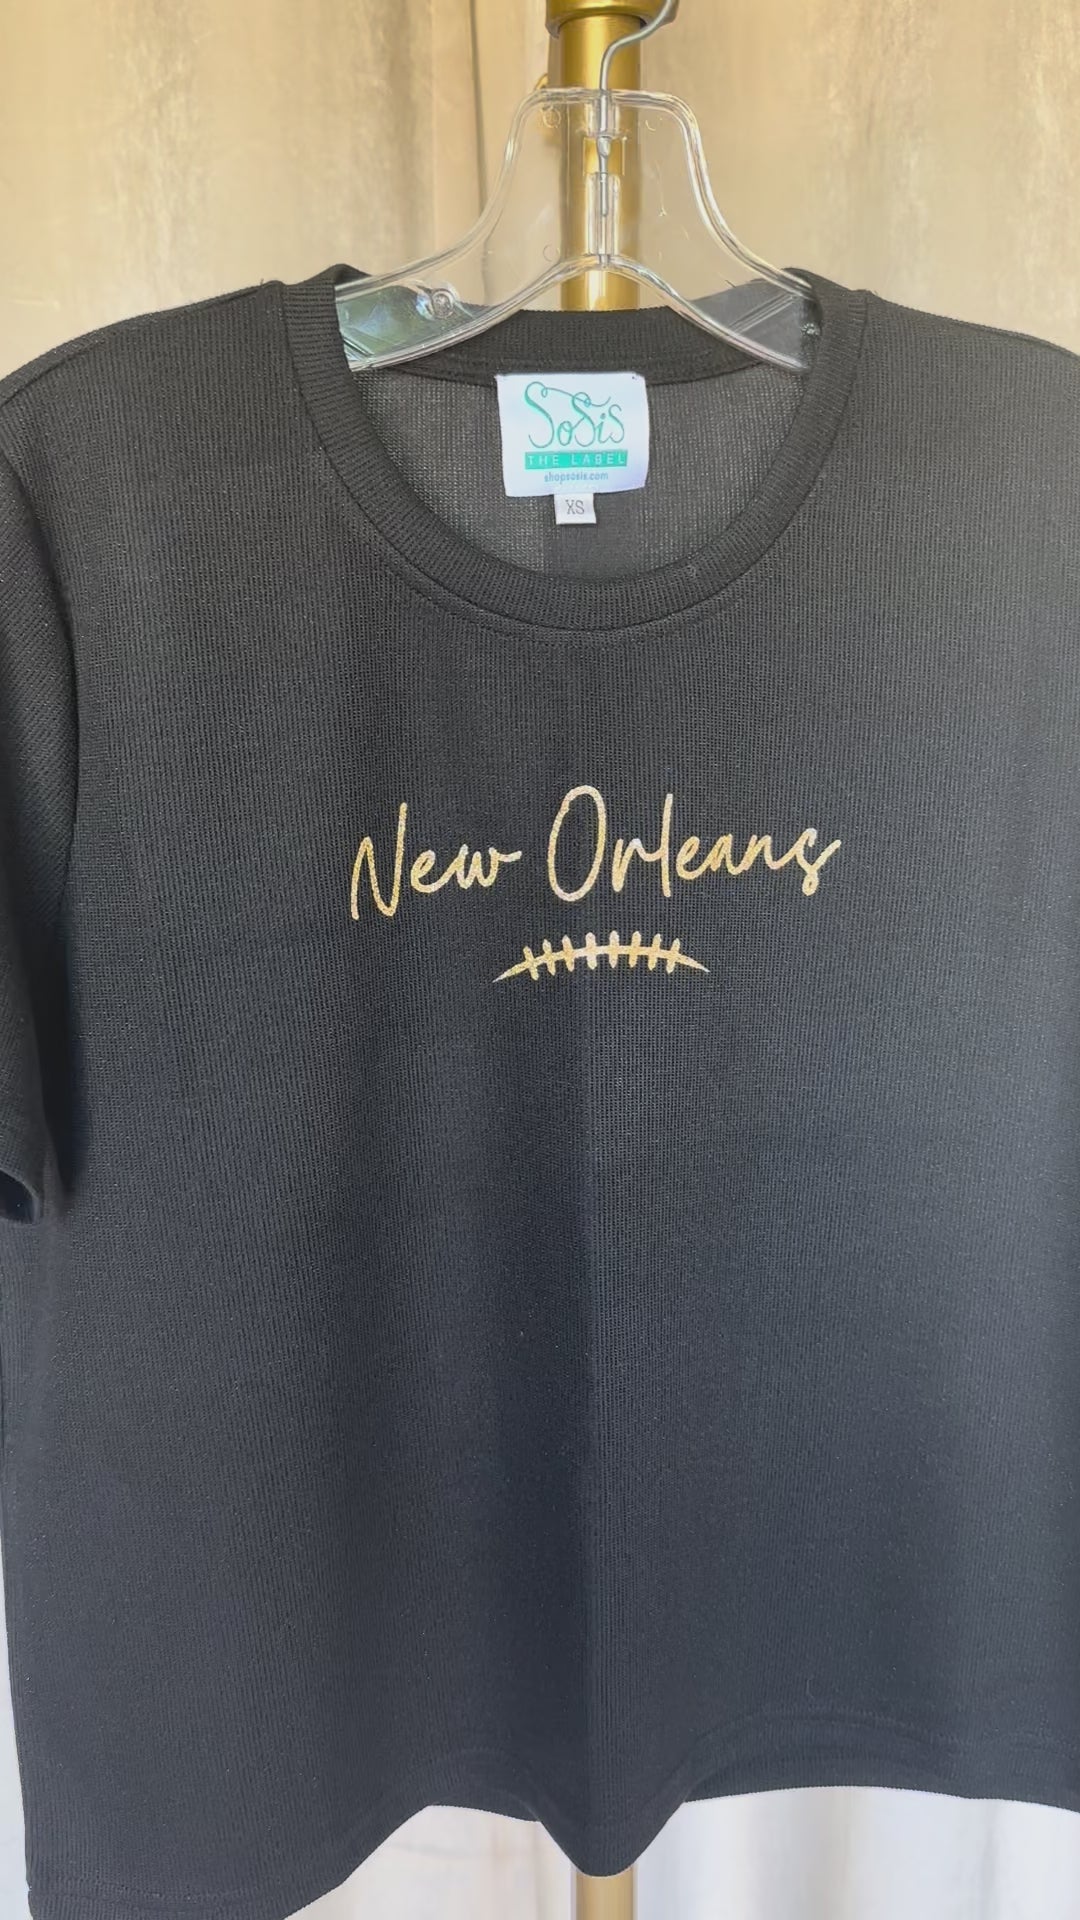 SoSis
THE LABEL
shopsosis.com
XS
New Orleans